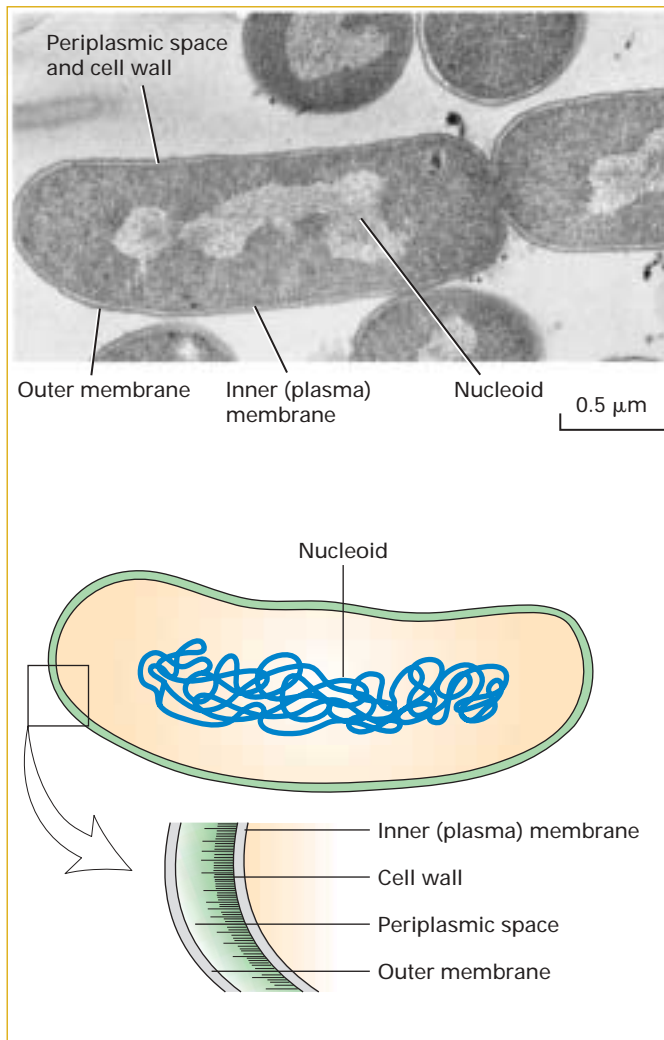 Periplasmic space
and cell wall
Outer membrane
Inner (plasma)
membrane
Nucleoid
0.5 μm
Nucleoid
Inner (plasma) membrane
Cell wall
Periplasmic space
Outer membrane